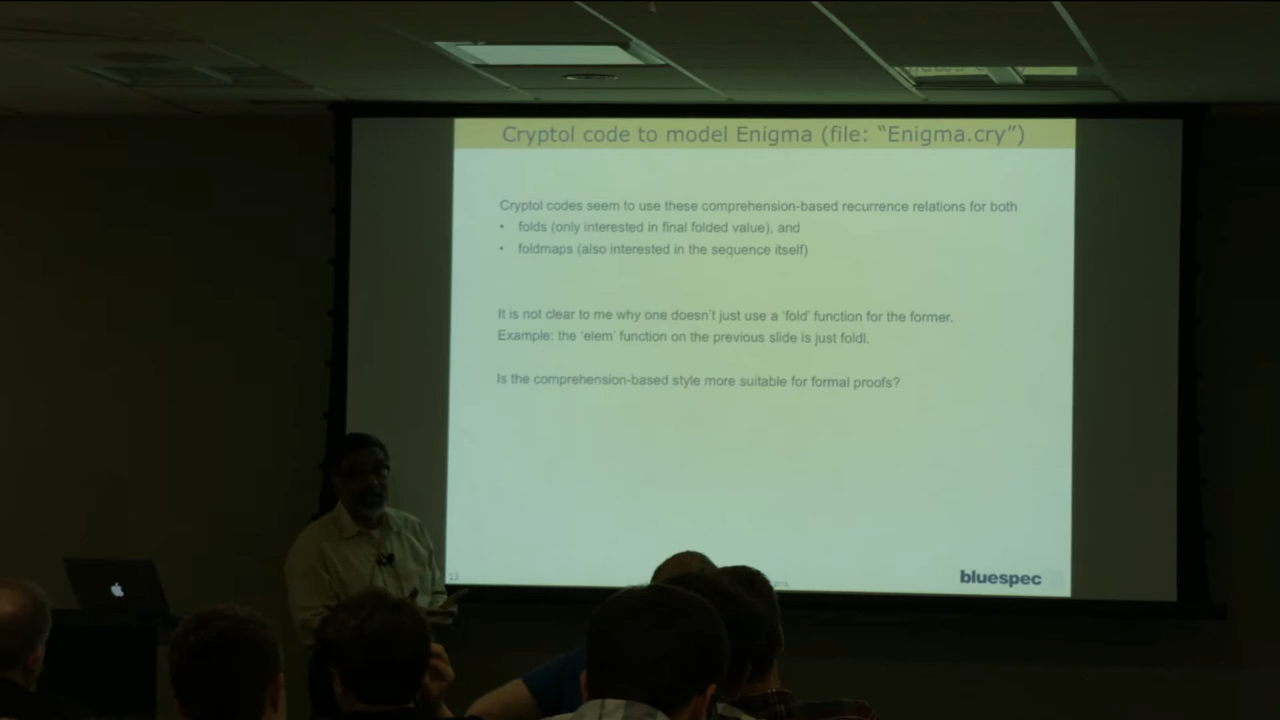 Cryptol code to model Enigma (file: “Enigma.cry”)
Cryptol codes seem to use these comprehension-based recurrence relations for both
• folds (only interested in final folded value), and
• foldmaps (also interested in the sequence itself)
It is not clear to me why one doesn’t just use a ‘fold’ function for the former.
Example: the ‘elem’ function on the previous slide is just foldl.
Is the comprehension-based style more suitable for formal proofs?
13
bluespec